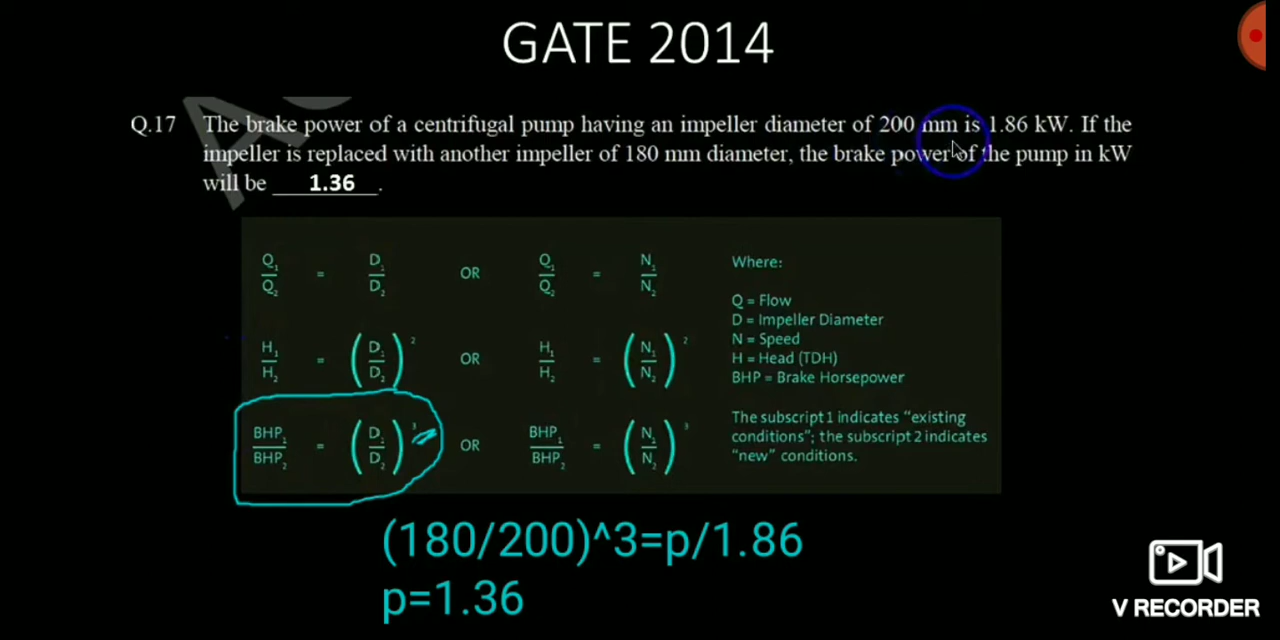 GATE 2014
Q.17 The brake power of a centrifugal pump having an impeller diameter of 200 mm is 1.86 kW. If the
impeller is replaced with another impeller of 180 mm diameter, the brake power of the pump in kW
will be 1.36.
Q₁/Q₂ = D₁/D₂ OR Q₁/Q₂ = N₁/N₂
H₁/H₂ = (D₁/D₂)² OR H₁/H₂ = (N₁/N₂)²
BHP₁/BHP₂ = (D₁/D₂)³ OR BHP₁/BHP₂ = (N₁/N₂)³
Where:
Q = Flow
D = Impeller Diameter
N = Speed
H = Head (TDH)
BHP = Brake Horsepower
The subscript 1 indicates "existing
conditions"; the subscript 2 indicates
"new" conditions.
(180/200)^3=p/1.86
p=1.36
V RECORDER